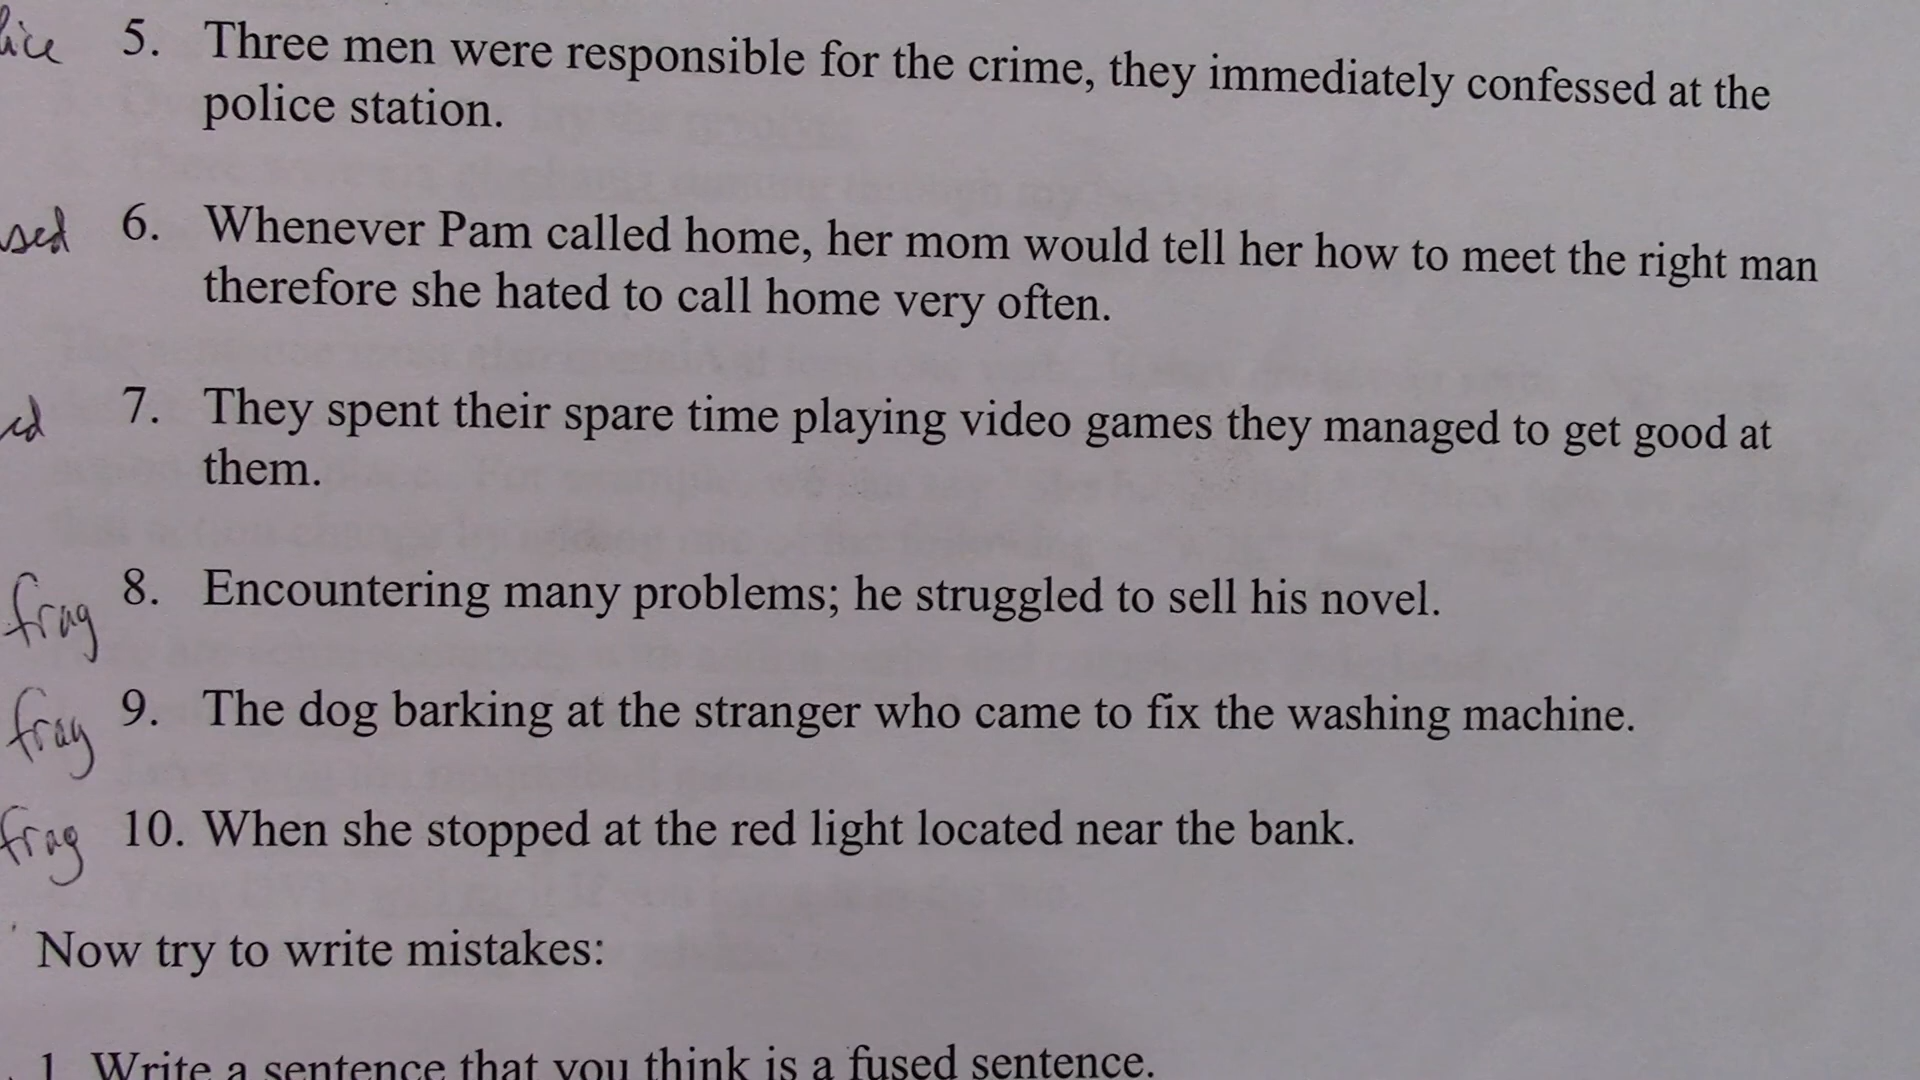 5. Three men were responsible for the crime, they immediately confessed at the
police station.
6. Whenever Pam called home, her mom would tell her how to meet the right man
therefore she hated to call home very often.
7. They spent their spare time playing video games they managed to get good at
them.
frag 8. Encountering many problems; he struggled to sell his novel.
frag 9. The dog barking at the stranger who came to fix the washing machine.
frag 10. When she stopped at the red light located near the bank.
Now try to write mistakes:
1 Write a sentence that you think is a fused sentence.